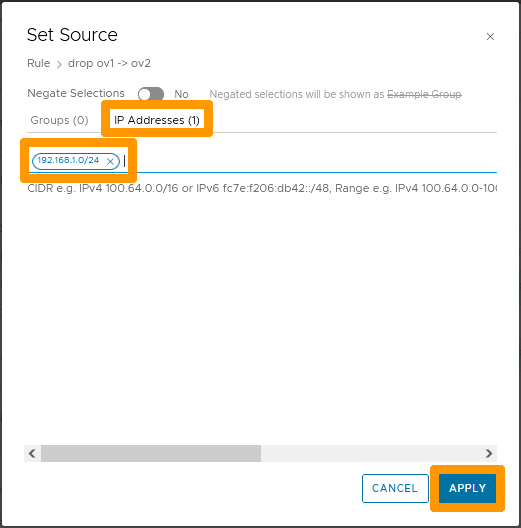 Set Source
Rule > drop ov1 -> ov2
Negate Selections No Negated selections will be shown as Example Group
Groups (0) IP Addresses (1)
192.168.1.0/24
CIDR e.g. IPv4 100.64.0.0/16 or IPv6 fc7e:f206:db42::/48, Range e.g. IPv4 100.64.0.0-100
CANCEL APPLY